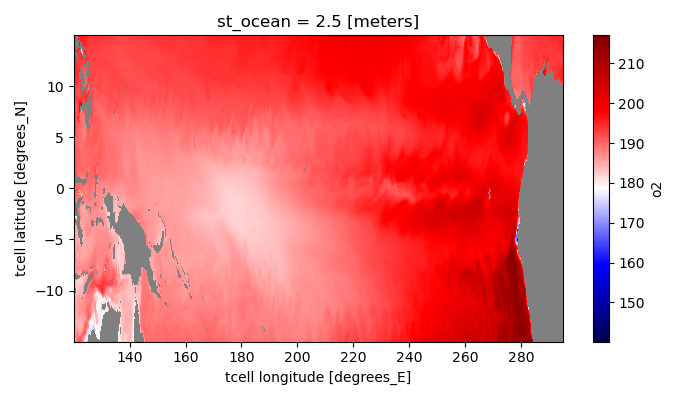 st_ocean = 2.5 [meters]
10
5
0
−5
−10
tcell latitude [degrees_N]
140 160 180 200 220 240 260 280
tcell longitude [degrees_E]
210
200
190
180
170
160
150
o2